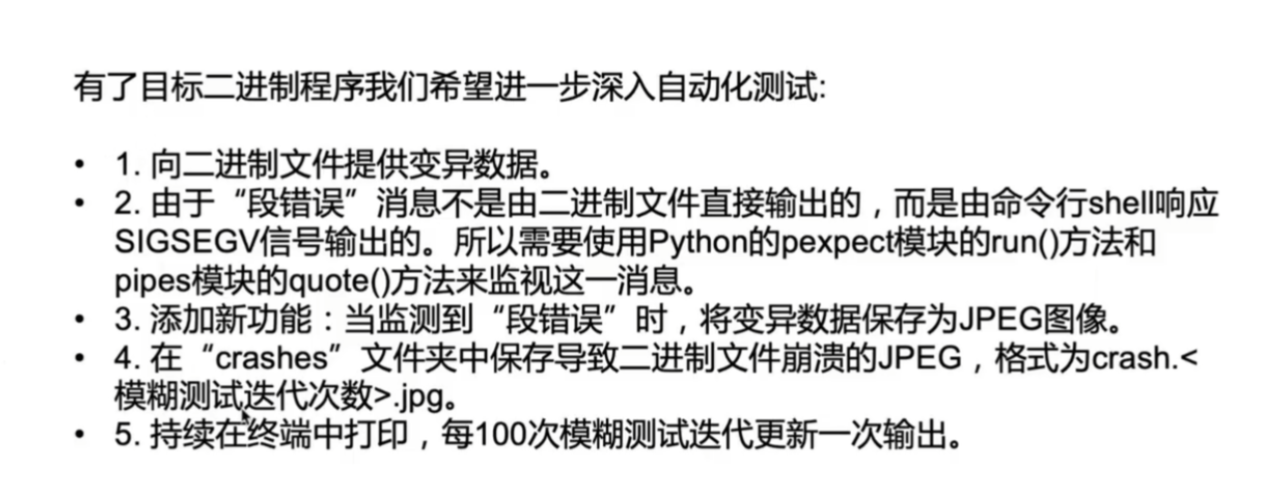 有了目标二进制程序我们希望进一步深入自动化测试:
• 1. 向二进制文件提供变异数据。
• 2. 由于“段错误”消息不是由二进制文件直接输出的，而是由命令行shell响应
SIGSEGV信号输出的。所以需要使用Python的pexpect模块的run()方法和
pipes模块的quote()方法来监视这一消息。
• 3. 添加新功能：当监测到“段错误”时，将变异数据保存为JPEG图像。
• 4. 在“crashes”文件夹中保存导致二进制文件崩溃的JPEG，格式为crash.<
模糊测试迭代次数>.jpg。
• 5. 持续在终端中打印，每100次模糊测试迭代更新一次输出。